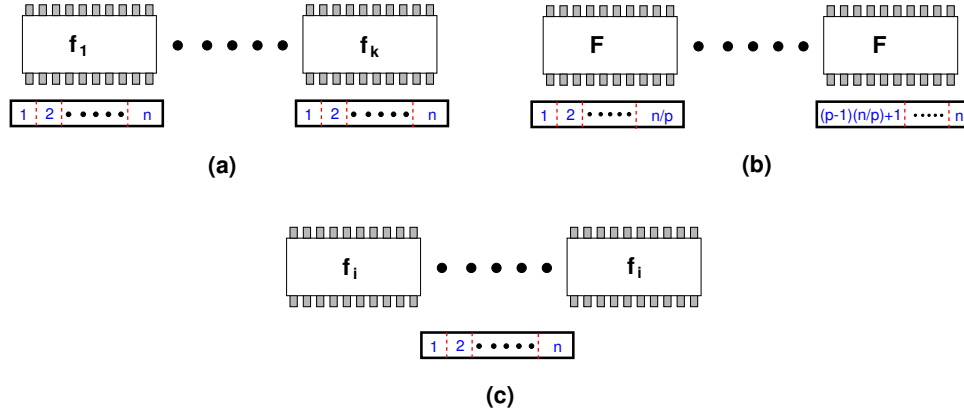 f1 fk F F
1 2 n 1 2 n 1 2 n/p (p-1)(n/p)+1 n
(a) (b)
fi fi
1 2 n
(c)